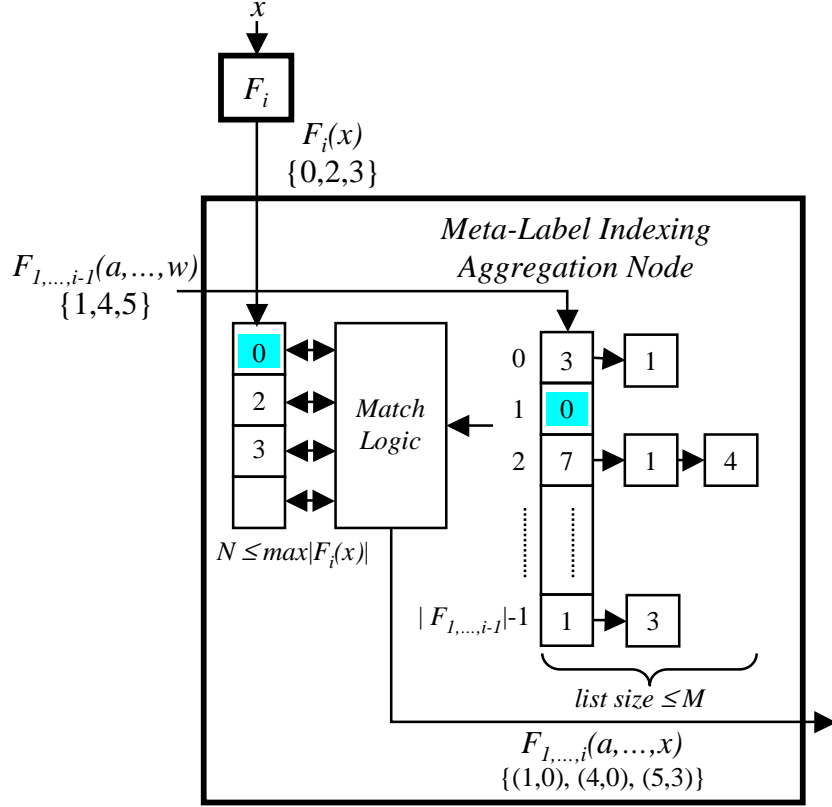 x
F_i
F_i(x)
{0,2,3}
Meta-Label Indexing
Aggregation Node
F_{1,...,i-1}(a,...,w)
{1,4,5}
0
2
3
Match
Logic
0 3 1
1 0
2 7 1 4
| F_{1,...,i-1}|-1 1 3
N ≤ max|F_i(x)|
list size ≤ M
F_{1,...,i}(a,...,x)
{(1,0), (4,0), (5,3)}